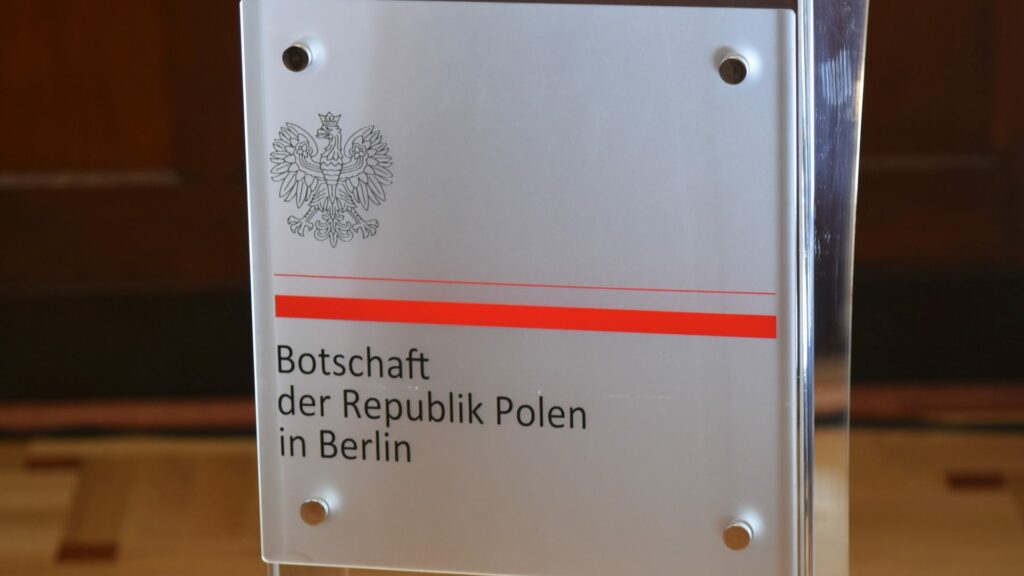 Botschaft
der Republik Polen
in Berlin